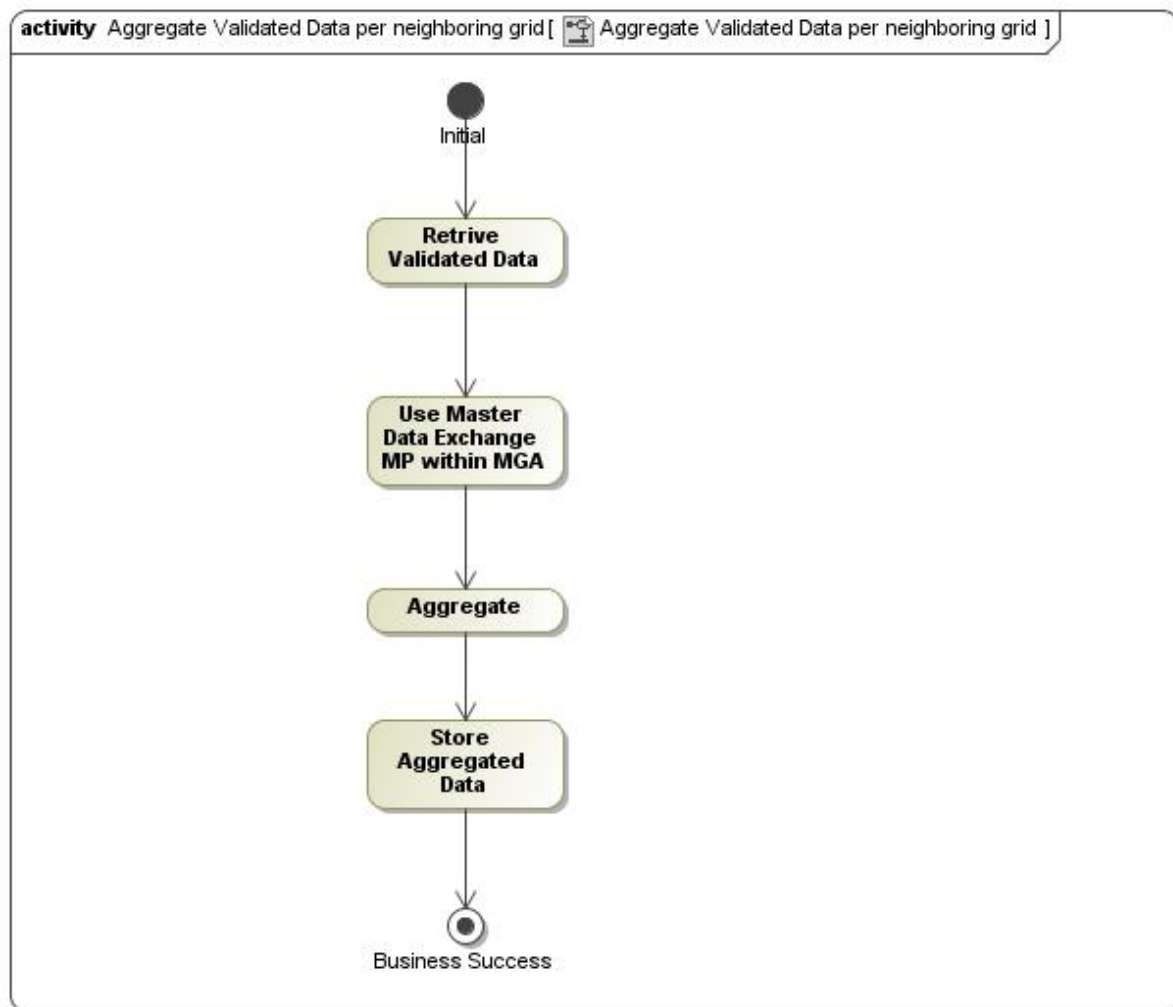 activity Aggregate Validated Data per neighboring grid [ Aggregate Validated Data per neighboring grid ]
Initial
Retrive
Validated Data
Use Master
Data Exchange
MP within MGA
Aggregate
Store
Aggregated
Data
Business Success